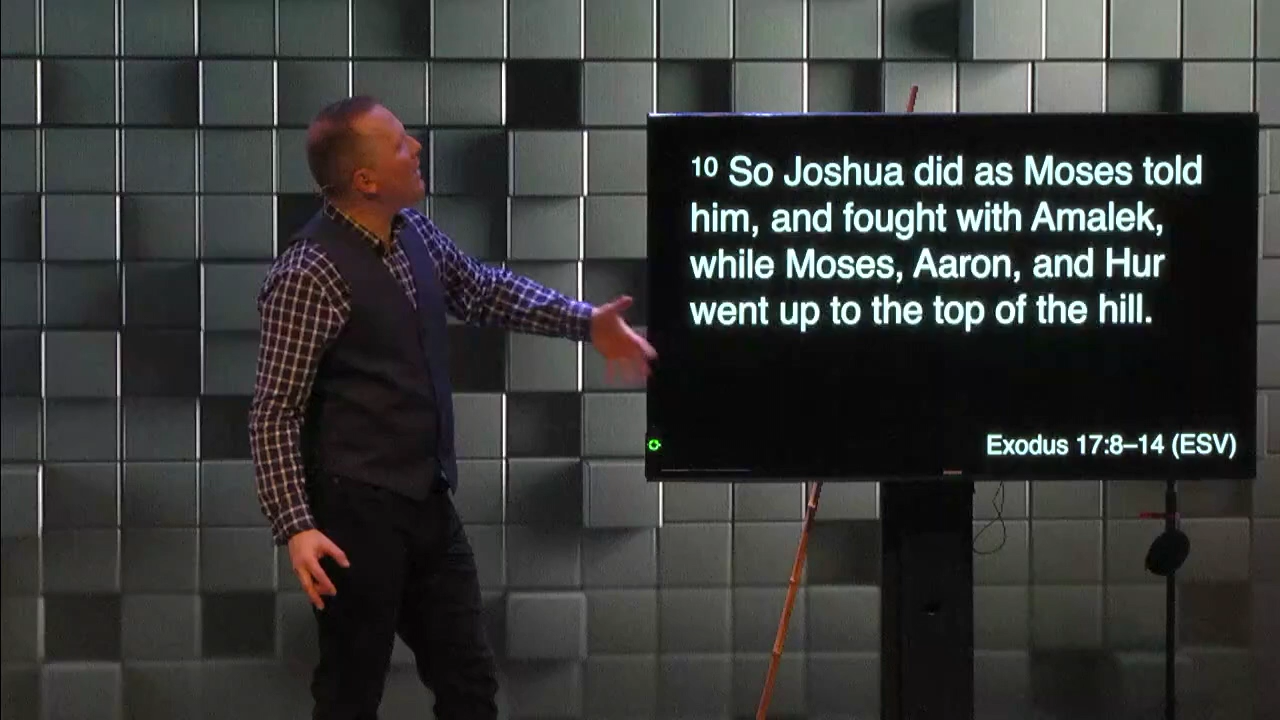 10 So Joshua did as Moses told
him, and fought with Amalek,
while Moses, Aaron, and Hur
went up to the top of the hill.
Exodus 17:8–14 (ESV)